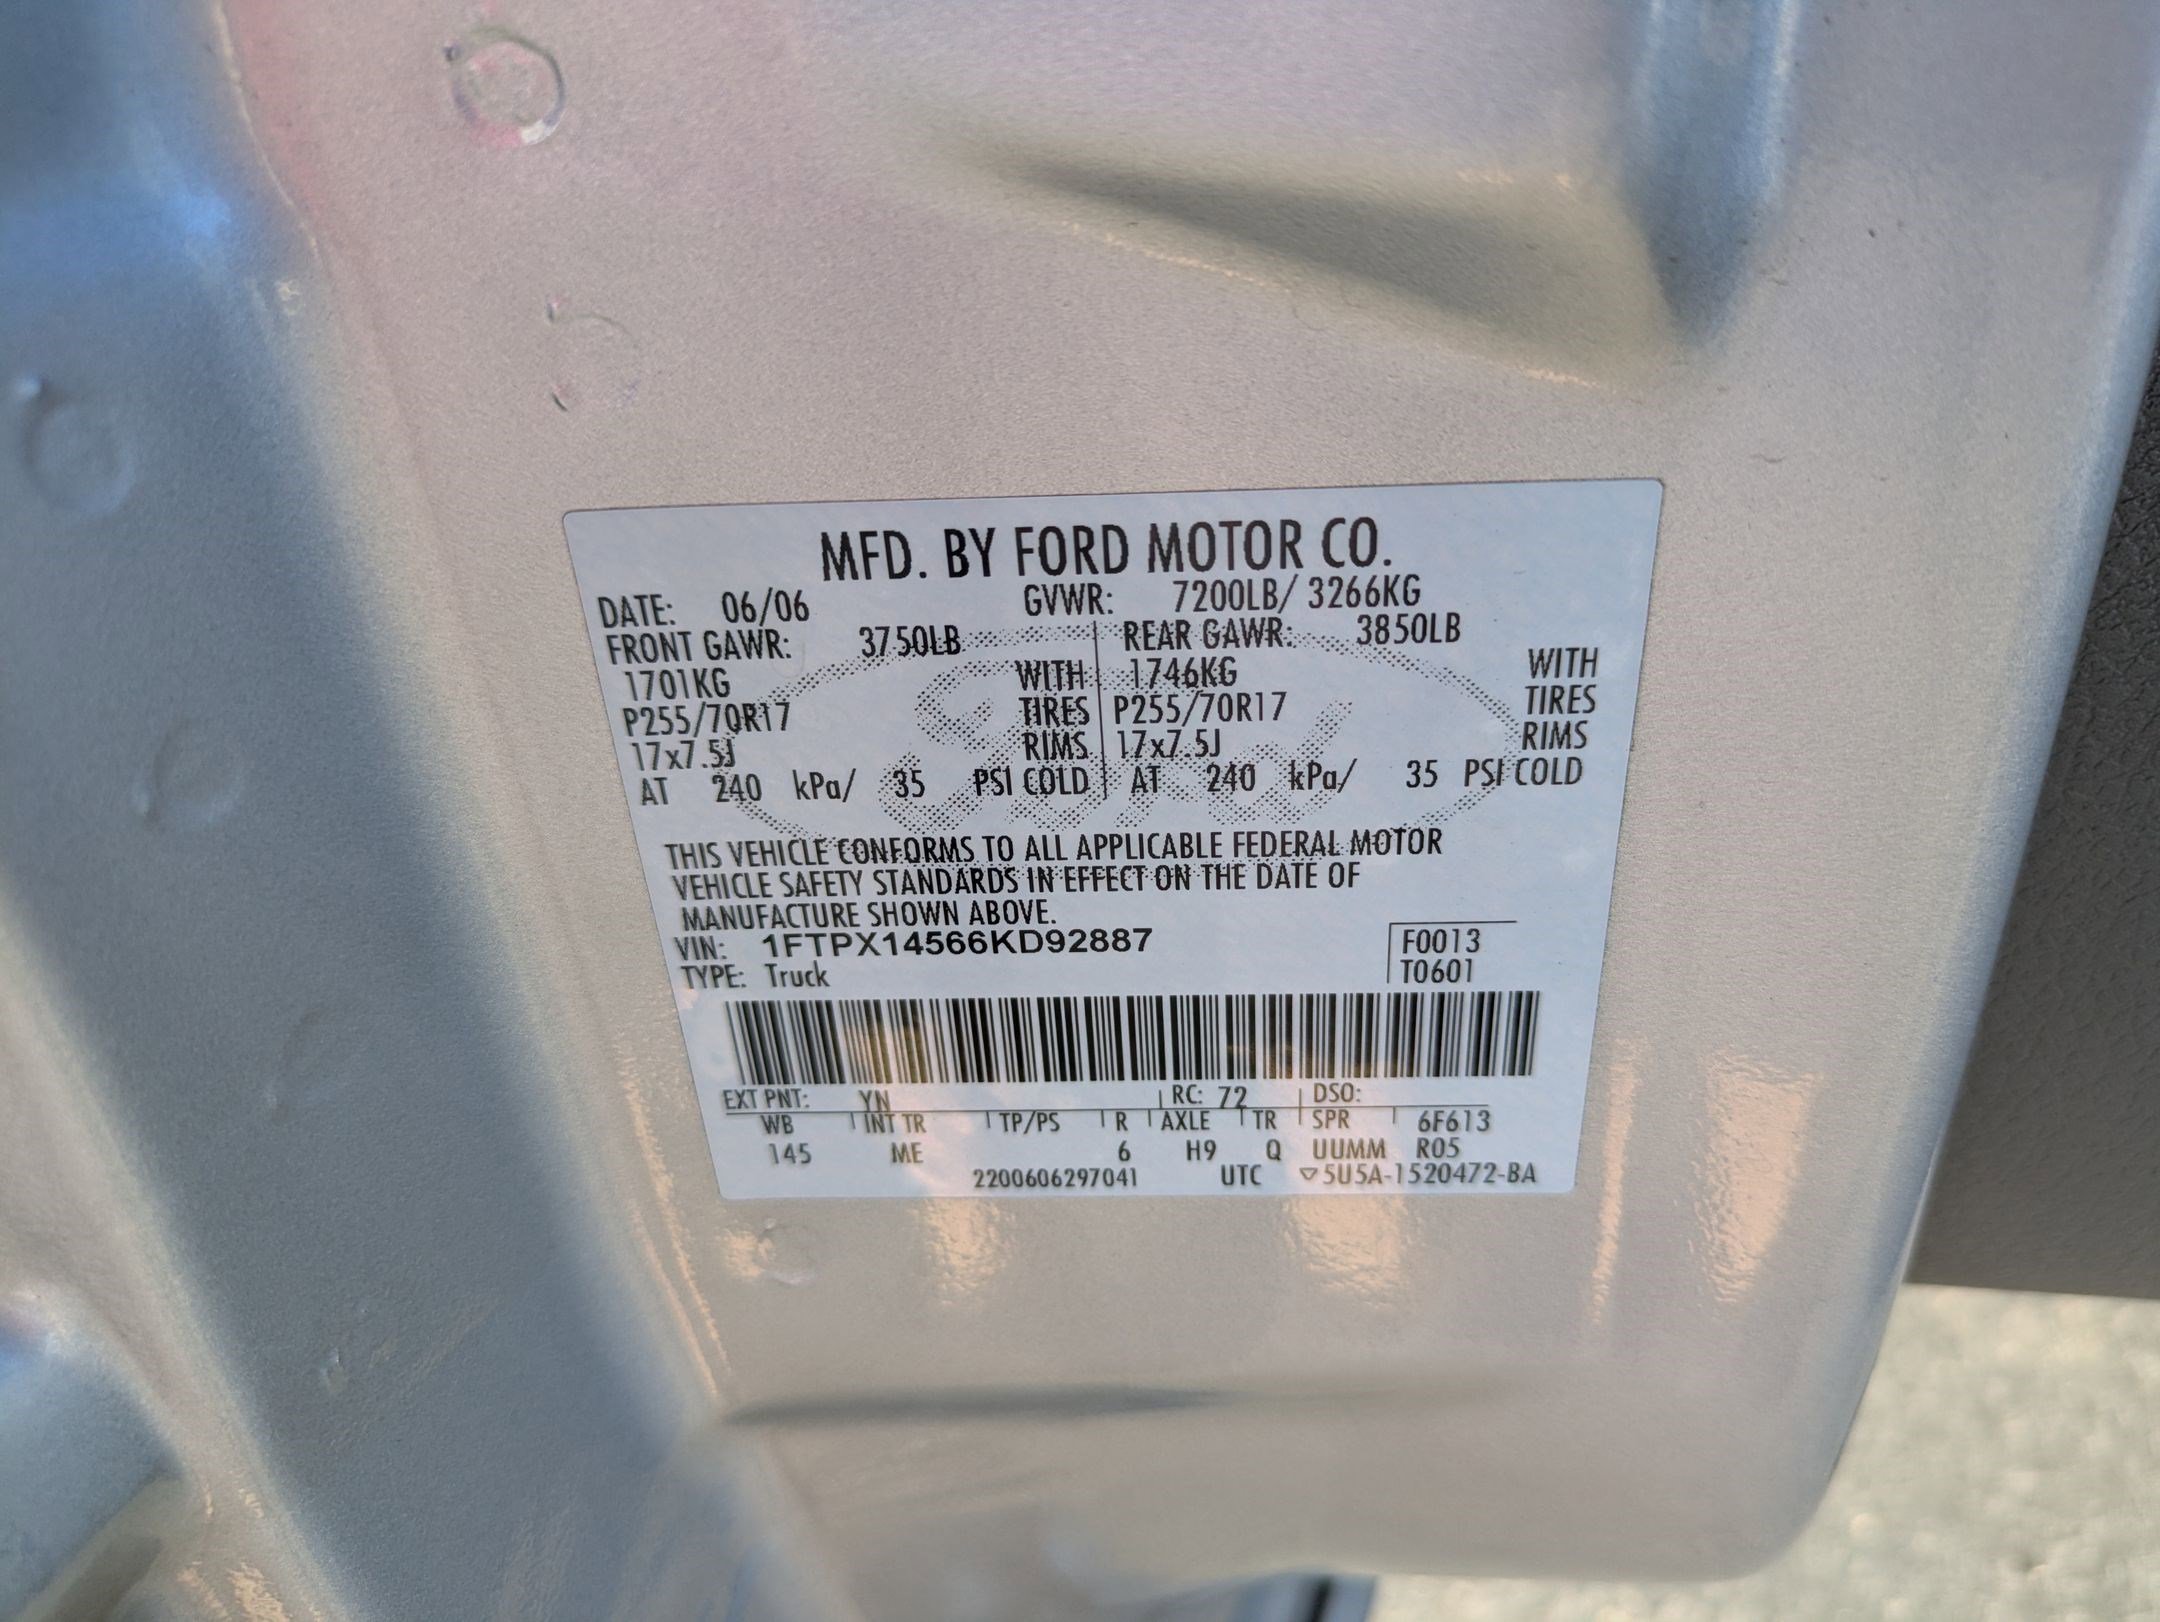 MFD. BY FORD MOTOR CO.
DATE: 06/06 GVWR: 7200LB/ 3266KG
FRONT GAWR: 3750LB REAR GAWR: 3850LB
1701KG WITH 1746KG WITH
P255/70R17 TIRES P255/70R17 TIRES
17x7.5J RIMS 17x7.5J RIMS
AT 240 kPa/ 35 PSI COLD AT 240 kPa/ 35 PSI COLD
Ford
THIS VEHICLE CONFORMS TO ALL APPLICABLE FEDERAL MOTOR
VEHICLE SAFETY STANDARDS IN EFFECT ON THE DATE OF
MANUFACTURE SHOWN ABOVE.
VIN: 1FTPX14566KD92887 F0013
TYPE: Truck T0601
EXT PNT: YN RC: 72 DSO:
WB INT TR TP/PS R AXLE TR SPR 6F613
145 ME 6 H9 Q UUMM R05
2200606297041 UTC ▽5U5A-1520472-BA